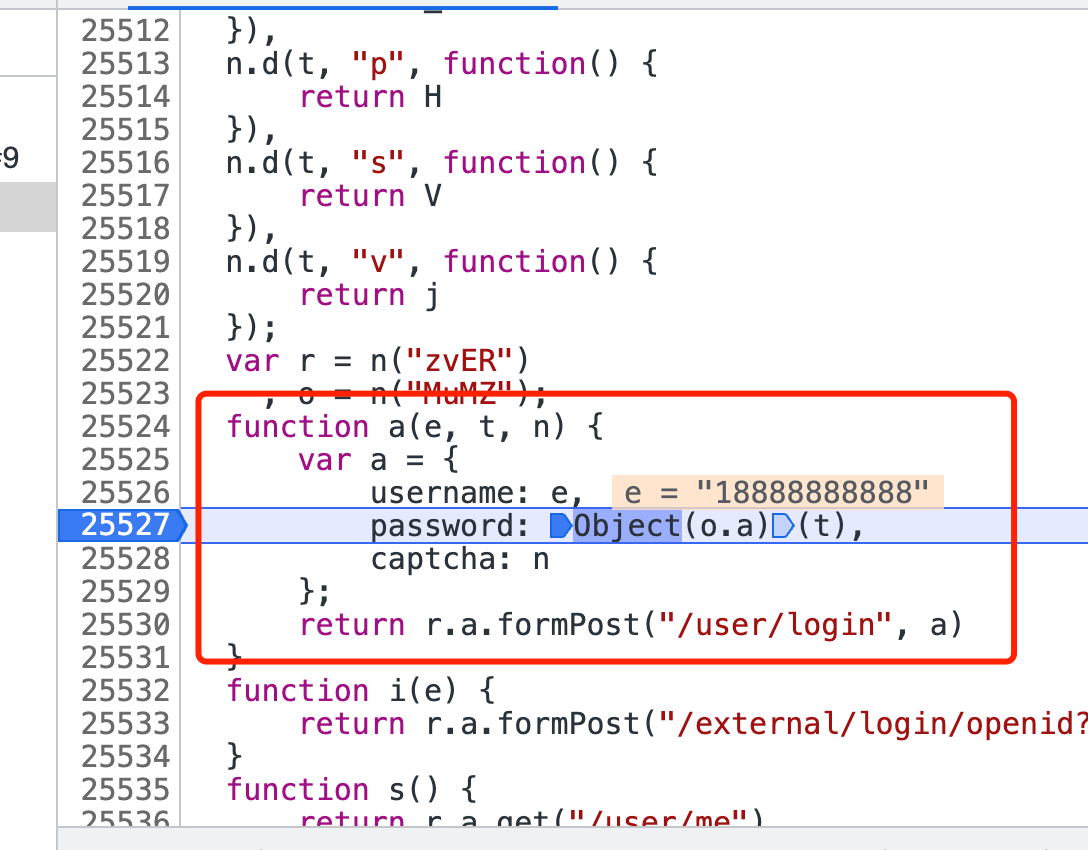 25512 }),
25513 n.d(t, "p", function() {
25514 return H
25515 }),
25516 n.d(t, "s", function() {
25517 return V
25518 }),
25519 n.d(t, "v", function() {
25520 return j
25521 });
25522 var r = n("zvER")
25523 , o = n("MuMZ");
25524 function a(e, t, n) {
25525 var a = {
25526 username: e, e = "18888888888"
25527 password: Object(o.a)(t),
25528 captcha: n
25529 };
25530 return r.a.formPost("/user/login", a)
25531 }
25532 function i(e) {
25533 return r.a.formPost("/external/login/openid?
25534 }
25535 function s() {
25536 return r.a.get("/user/me")